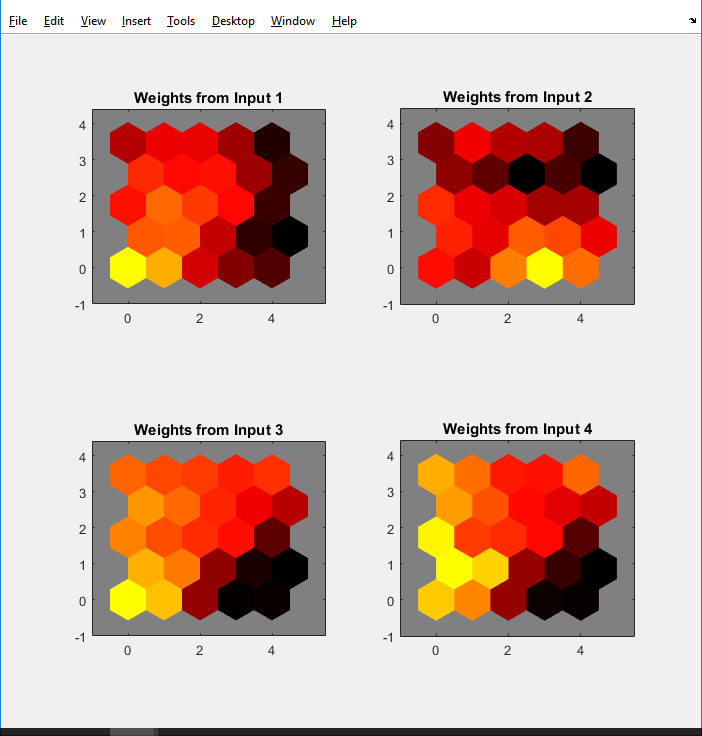 File Edit View Insert Tools Desktop Window Help
Weights from Input 1
4
3
2
1
0
-1
0 2 4
Weights from Input 2
4
3
2
1
0
-1
0 2 4
Weights from Input 3
4
3
2
1
0
-1
0 2 4
Weights from Input 4
4
3
2
1
0
-1
0 2 4